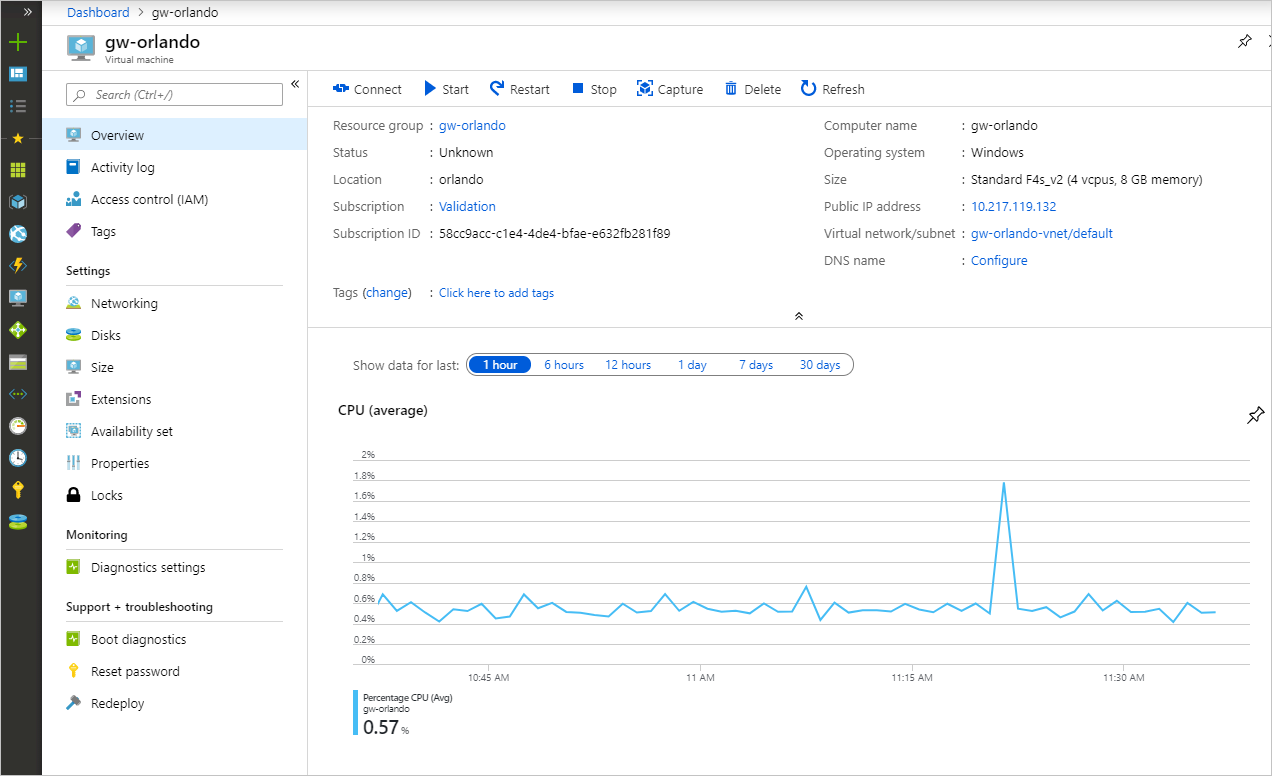 Dashboard > gw-orlando
gw-orlando
Virtual machine
Search (Ctrl+/)
Overview
Activity log
Access control (IAM)
Tags
Settings
Networking
Disks
Size
Extensions
Availability set
Properties
Locks
Monitoring
Diagnostics settings
Support + troubleshooting
Boot diagnostics
Reset password
Redeploy
Connect Start Restart Stop Capture Delete Refresh
Resource group : gw-orlando
Status : Unknown
Location : orlando
Subscription : Validation
Subscription ID : 58cc9acc-c1e4-4de4-bfae-e632fb281f89
Computer name : gw-orlando
Operating system : Windows
Size : Standard F4s_v2 (4 vcpus, 8 GB memory)
Public IP address : 10.217.119.132
Virtual network/subnet : gw-orlando-vnet/default
DNS name : Configure
Tags (change) : Click here to add tags
Show data for last: 1 hour 6 hours 12 hours 1 day 7 days 30 days
CPU (average)
2%
1.8%
1.6%
1.4%
1.2%
1%
0.8%
0.6%
0.4%
0.2%
0%
10:45 AM 11 AM 11:15 AM 11:30 AM
Percentage CPU (Avg)
gw-orlando
0.57 %